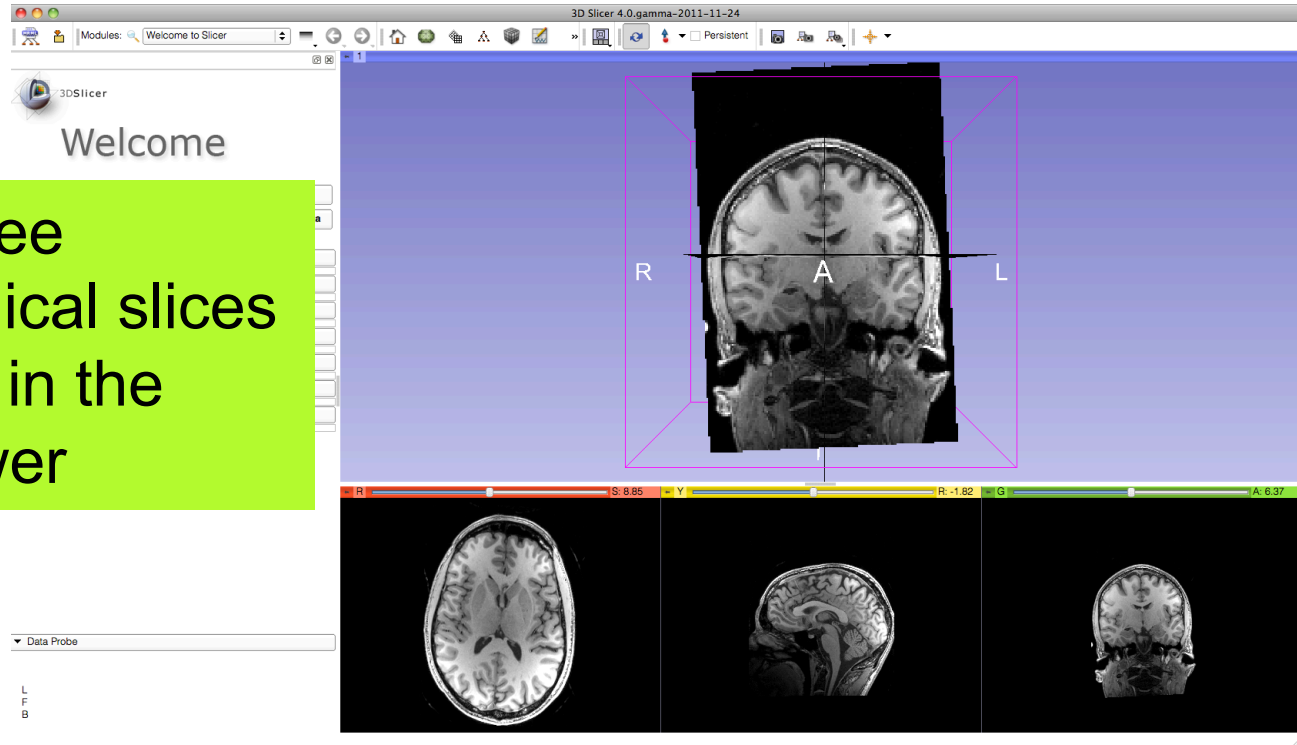 3D Slicer 4.0.gamma-2011-11-24
Modules: Welcome to Slicer » Persistent
1
3DSlicer
Welcome
a
ee
ical slices
in the
ver
R A L
I
R S: 8.85 Y R: -1.82 G A: 6.37
Data Probe
L
F
B